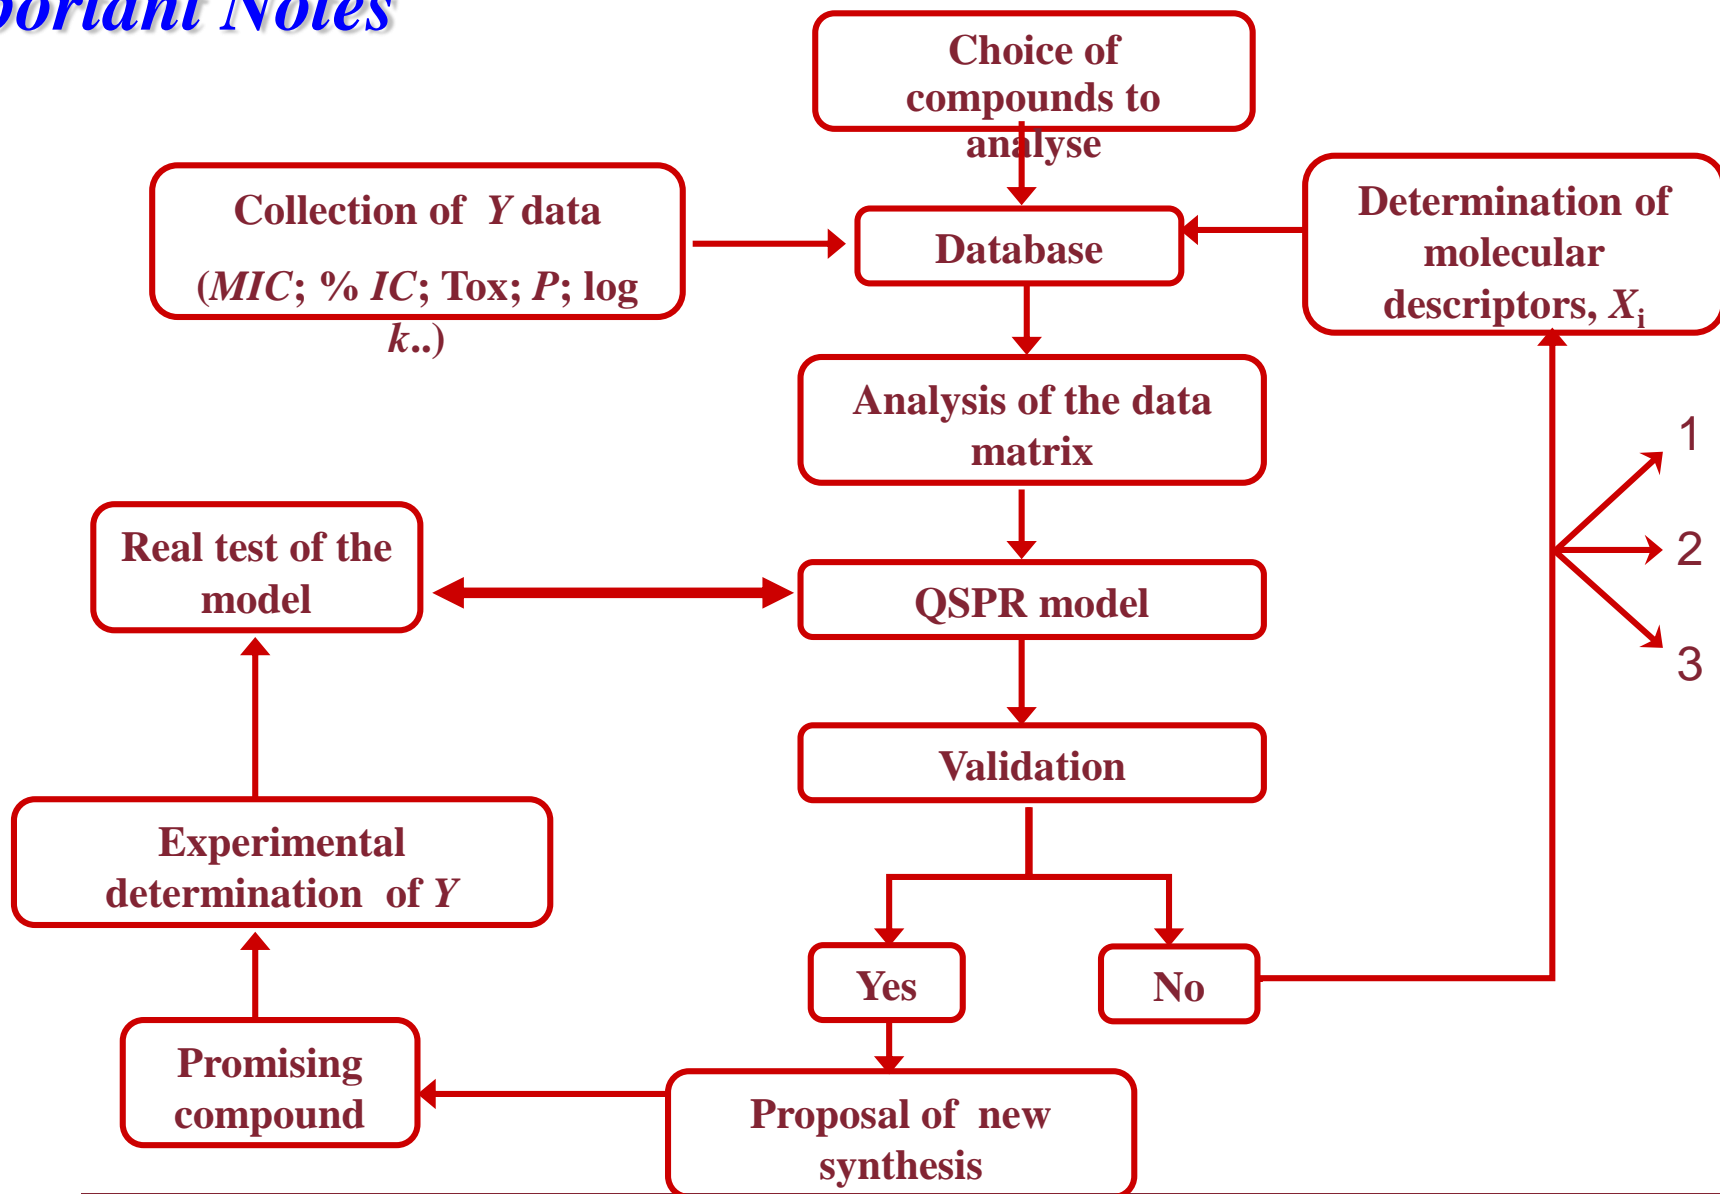 Notes
Choice of
compounds to
analyse
Collection of Y data
(MIC; % IC; Tox; P; log
k..)
Database
Determination of
molecular
descriptors, Xi
Analysis of the data
matrix
1
2
3
Real test of the
model
QSPR model
Validation
Experimental
determination of Y
Yes
No
Promising
compound
Proposal of new
synthesis